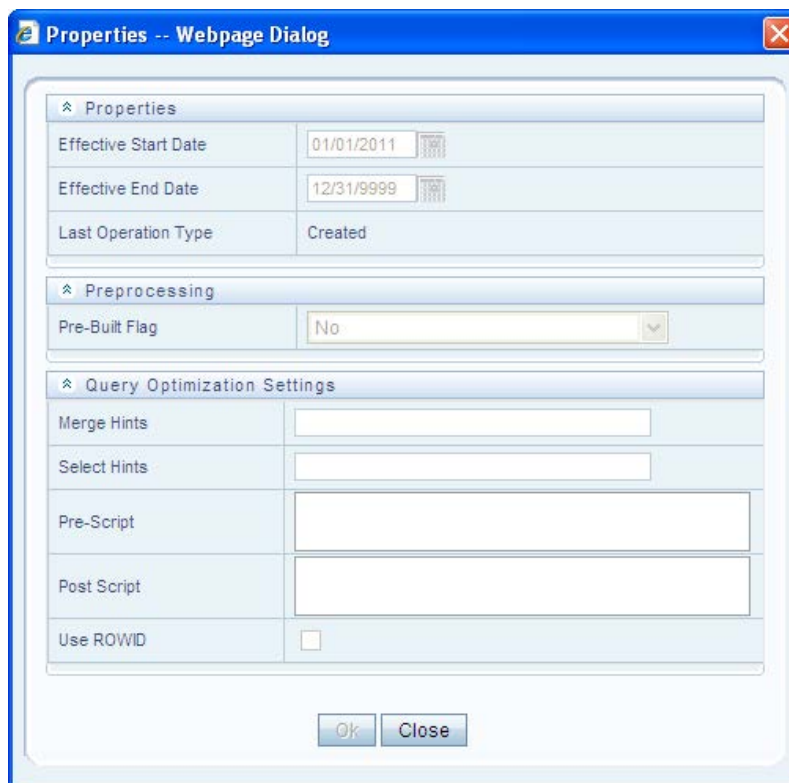 Properties -- Webpage Dialog
Properties
Effective Start Date 01/01/2011
Effective End Date 12/31/9999
Last Operation Type Created
Preprocessing
Pre-Built Flag No
Query Optimization Settings
Merge Hints
Select Hints
Pre-Script
Post Script
Use ROWID
Ok Close